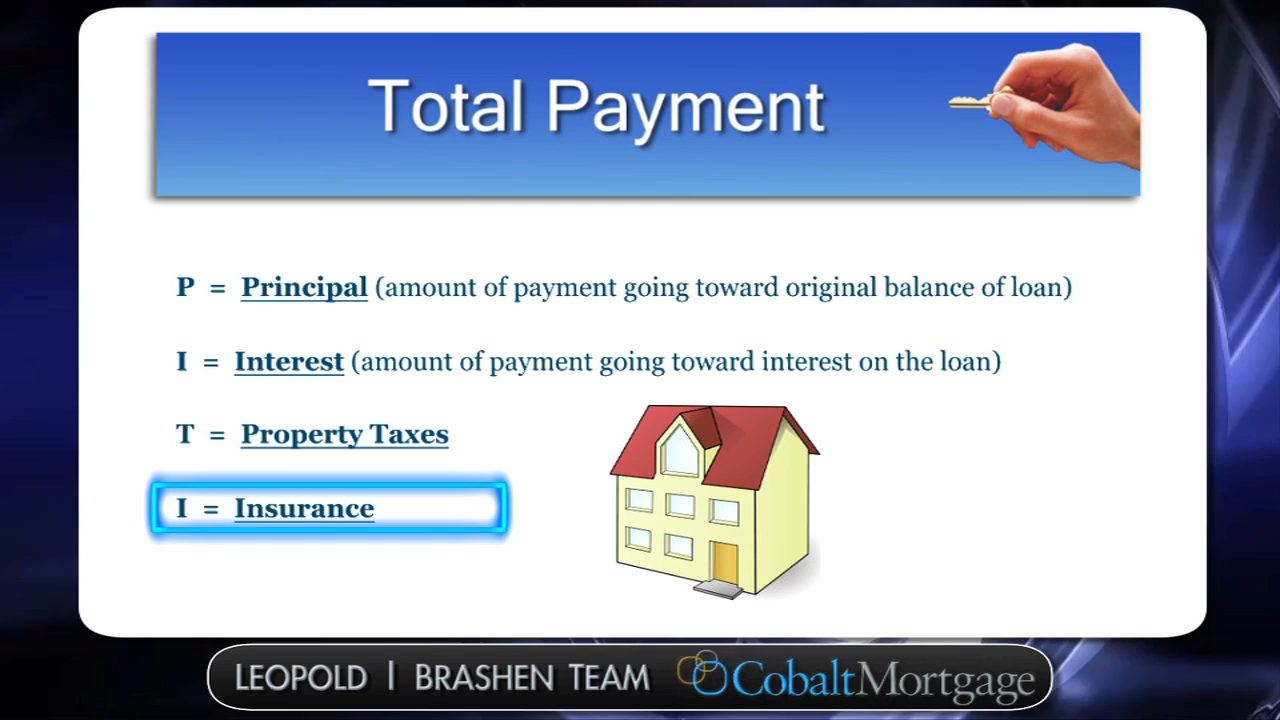 Total Payment
P = Principal (amount of payment going toward original balance of loan)
I = Interest (amount of payment going toward interest on the loan)
T = Property Taxes
I = Insurance
LEOPOLD | BRASHEN TEAM CobaltMortgage